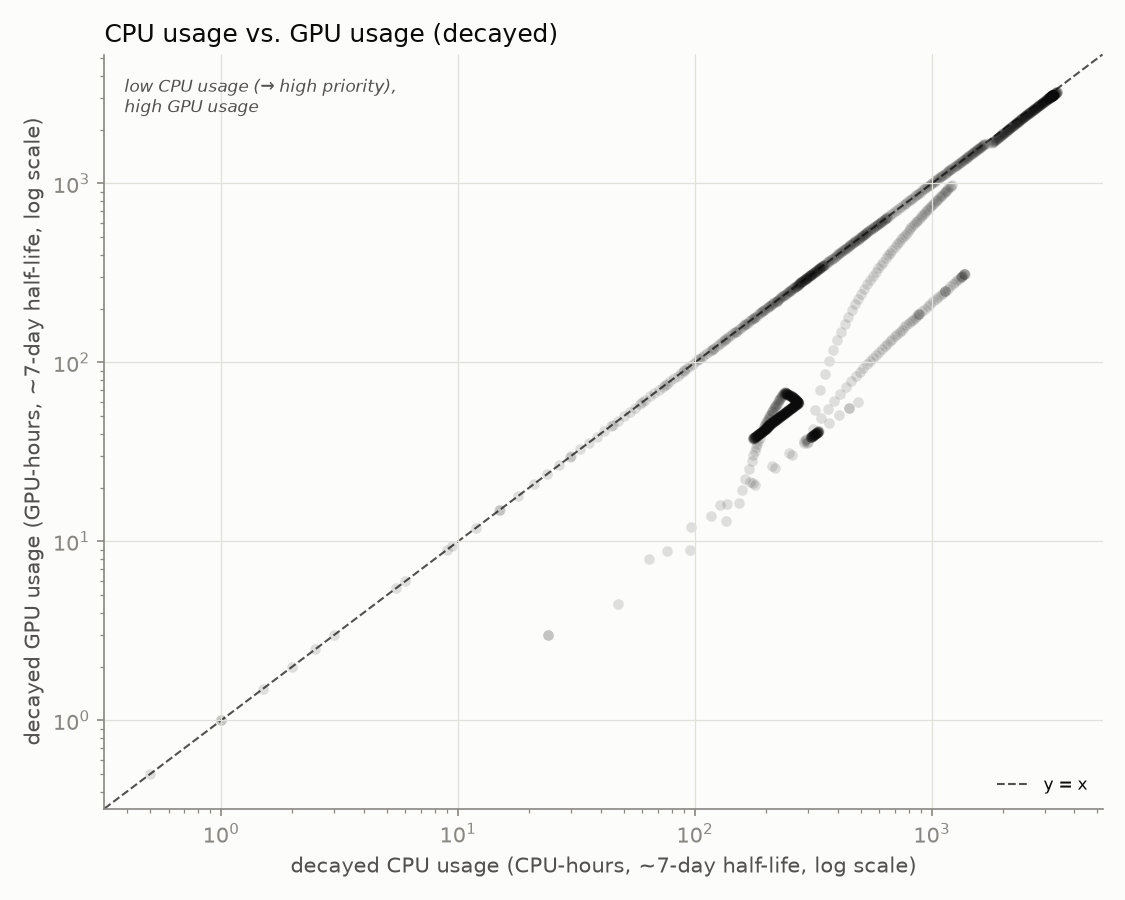 CPU usage vs. GPU usage (decayed)
low CPU usage (→ high priority),
high GPU usage
decayed GPU usage (GPU-hours, ~7-day half-life, log scale)
10³
10²
10¹
10⁰
y = x
10⁰ 10¹ 10² 10³
decayed CPU usage (CPU-hours, ~7-day half-life, log scale)